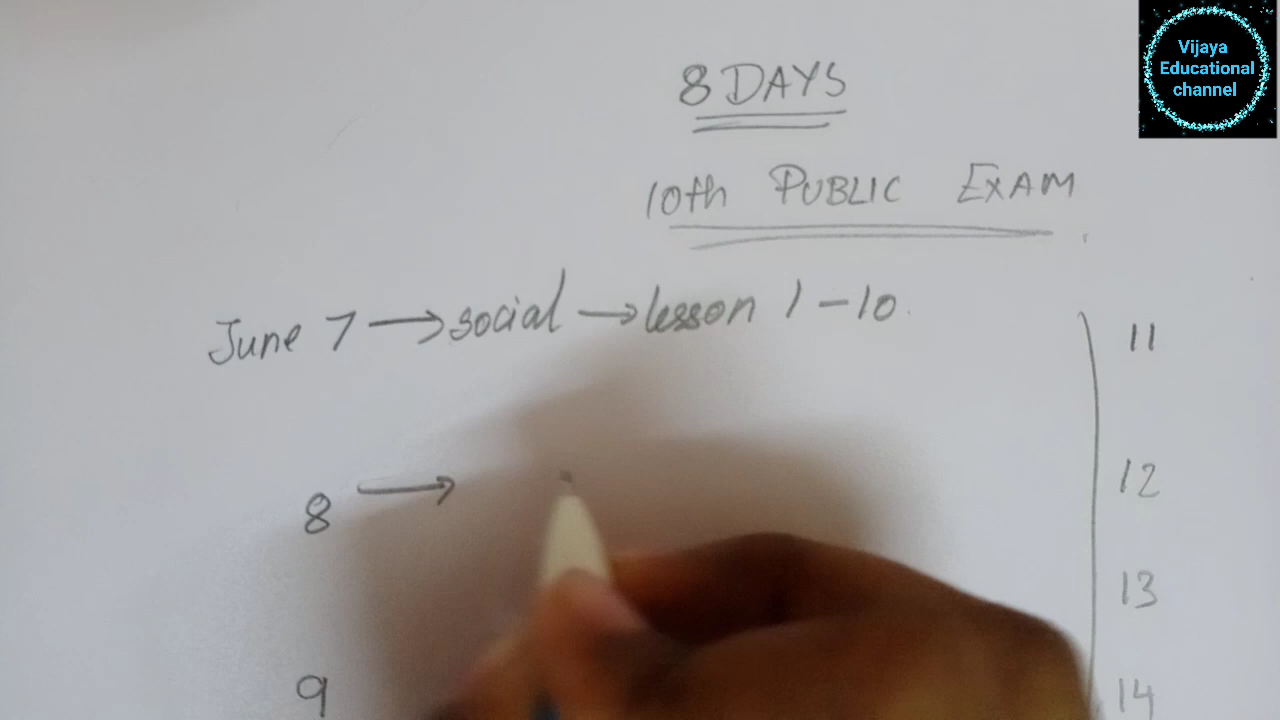 Vijaya
Educational
channel
8 DAYS
10th PUBLIC EXAM
June 7 → social → lesson 1 - 10.
8 →
9
11
12
13
14